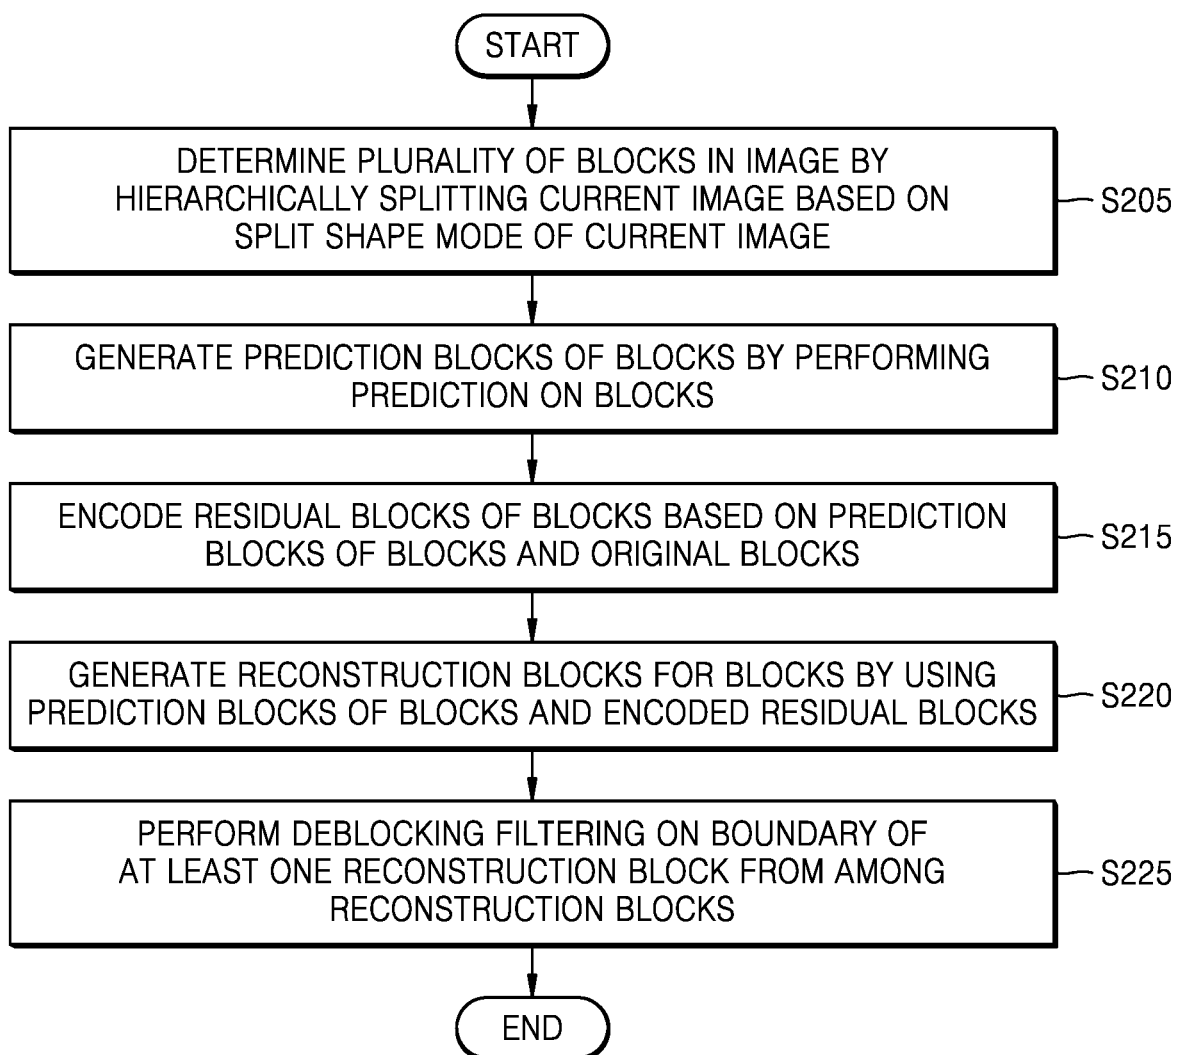 START
DETERMINE PLURALITY OF BLOCKS IN IMAGE BY
HIERARCHICALLY SPLITTING CURRENT IMAGE BASED ON
SPLIT SHAPE MODE OF CURRENT IMAGE
S205
GENERATE PREDICTION BLOCKS OF BLOCKS BY PERFORMING
PREDICTION ON BLOCKS
S210
ENCODE RESIDUAL BLOCKS OF BLOCKS BASED ON PREDICTION
BLOCKS OF BLOCKS AND ORIGINAL BLOCKS
S215
GENERATE RECONSTRUCTION BLOCKS FOR BLOCKS BY USING
PREDICTION BLOCKS OF BLOCKS AND ENCODED RESIDUAL BLOCKS
S220
PERFORM DEBLOCKING FILTERING ON BOUNDARY OF
AT LEAST ONE RECONSTRUCTION BLOCK FROM AMONG
RECONSTRUCTION BLOCKS
S225
END